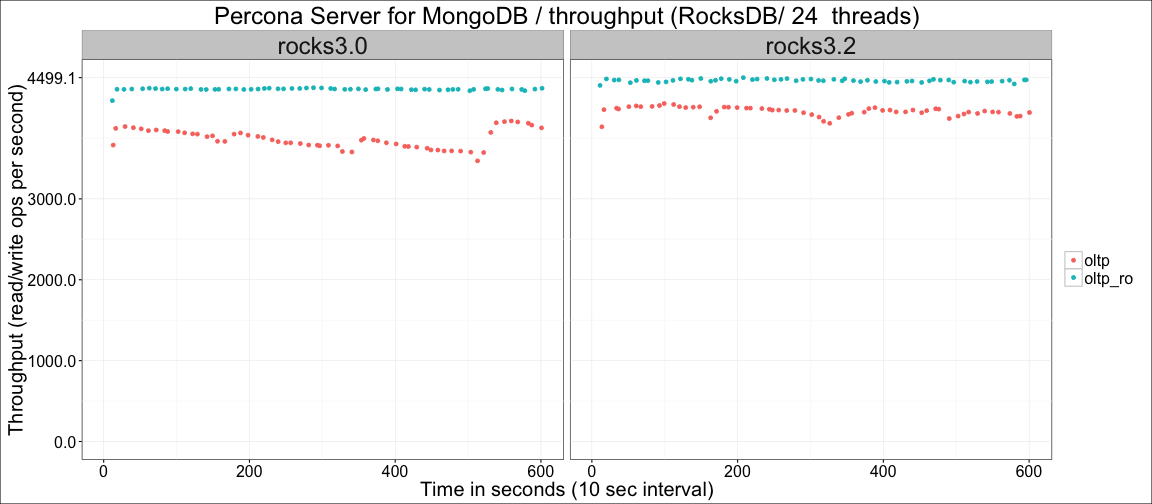 Percona Server for MongoDB / throughput (RocksDB/ 24  threads)
rocks3.0
rocks3.2
Throughput (read/write ops per second)
4499.1
3000.0
2000.0
1000.0
0.0
0 200 400 600
0 200 400 600
Time in seconds (10 sec interval)
oltp
oltp_ro